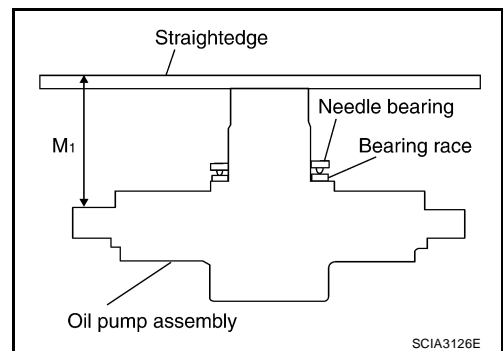 Straightedge
Needle bearing
M1
Bearing race
Oil pump assembly
SCIA3126E